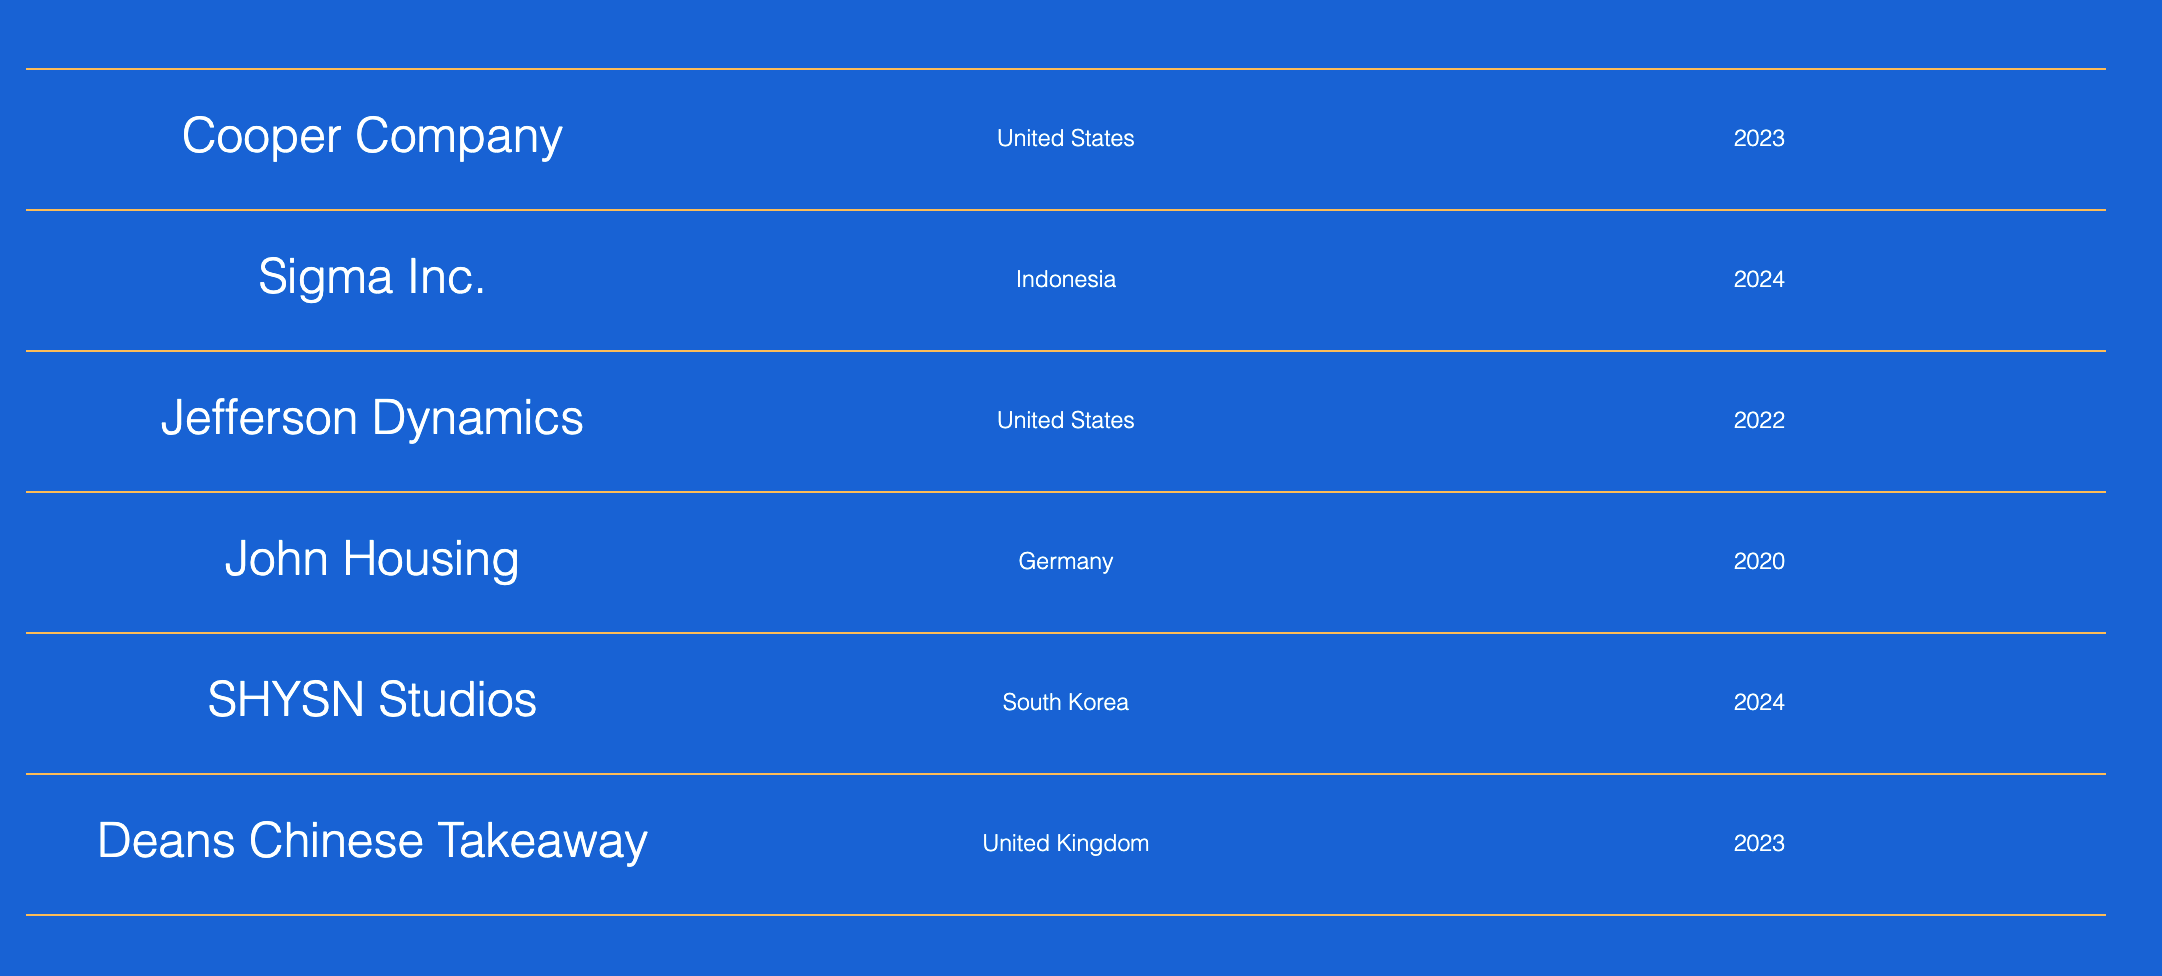 Cooper Company United States 2023
Sigma Inc. Indonesia 2024
Jefferson Dynamics United States 2022
John Housing Germany 2020
SHYSN Studios South Korea 2024
Deans Chinese Takeaway United Kingdom 2023